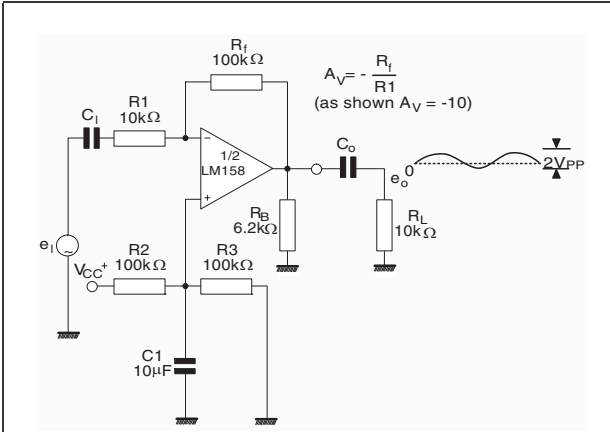 Rf
100kΩ
AV= - Rf
R1
(as shown AV = -10)
R1
10kΩ
CI
1/2
LM158
Co
eo
0
2VPP
RB
6.2kΩ
RL
10kΩ
eI
VCC+
R2
100kΩ
R3
100kΩ
C1
10μF